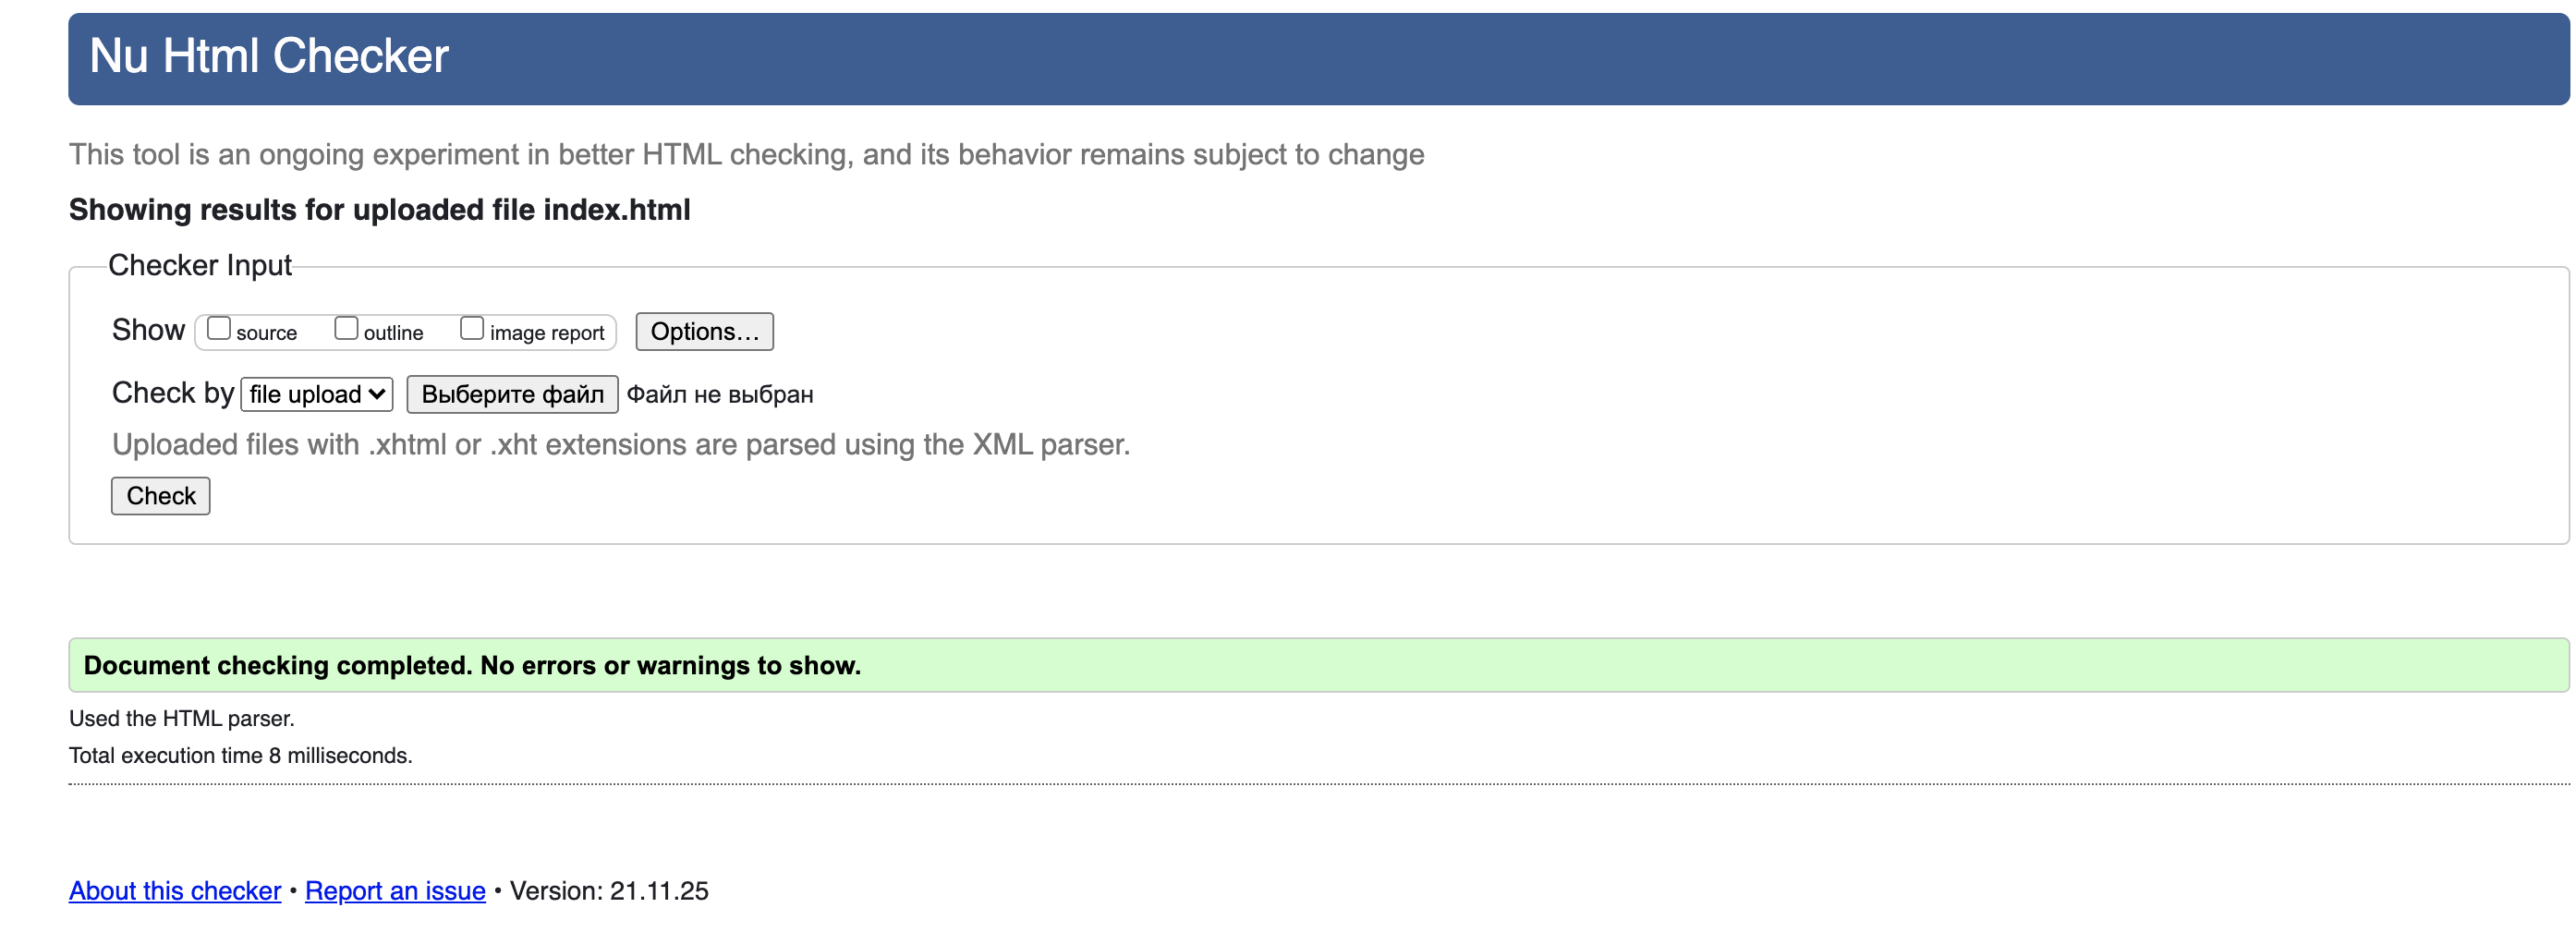 Nu Html Checker
This tool is an ongoing experiment in better HTML checking, and its behavior remains subject to change
Showing results for uploaded file index.html
Checker Input
Show source outline image report Options…
Check by file upload Выберите файл Файл не выбран
Uploaded files with .xhtml or .xht extensions are parsed using the XML parser.
Check
Document checking completed. No errors or warnings to show.
Used the HTML parser.
Total execution time 8 milliseconds.
About this checker • Report an issue • Version: 21.11.25